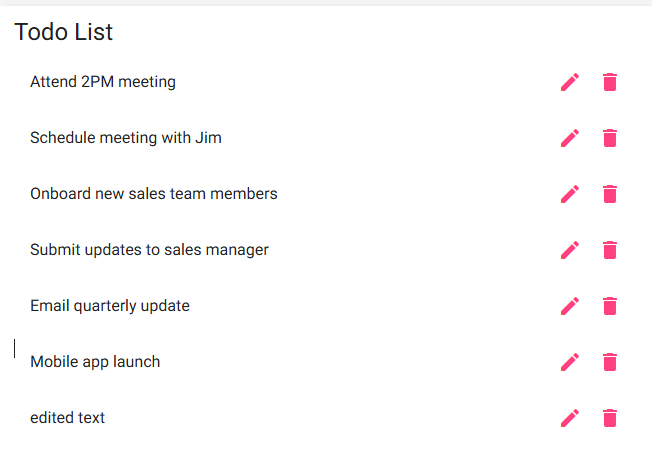 Todo List
Attend 2PM meeting
Schedule meeting with Jim
Onboard new sales team members
Submit updates to sales manager
Email quarterly update
Mobile app launch
edited text